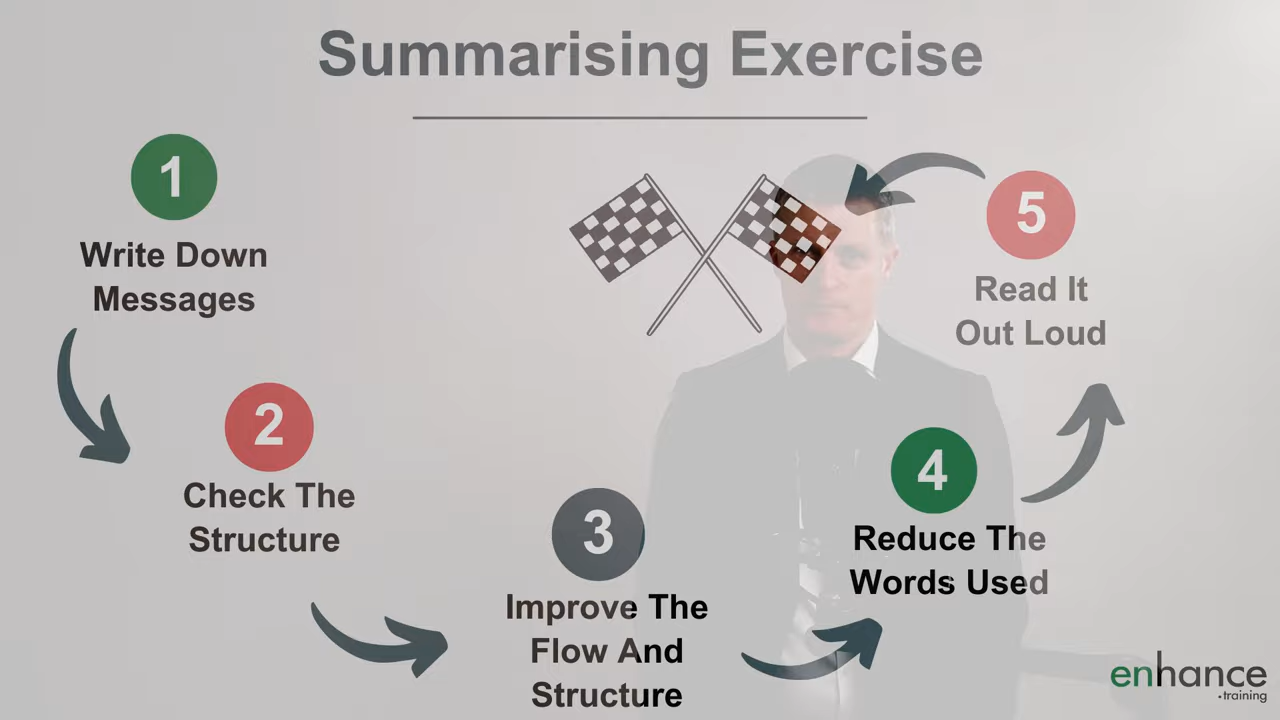 Summarising Exercise
1
Write Down
Messages
2
Check The
Structure
3
Improve The
Flow And
Structure
4
Reduce The
Words Used
5
Read It
Out Loud
enhance
.training